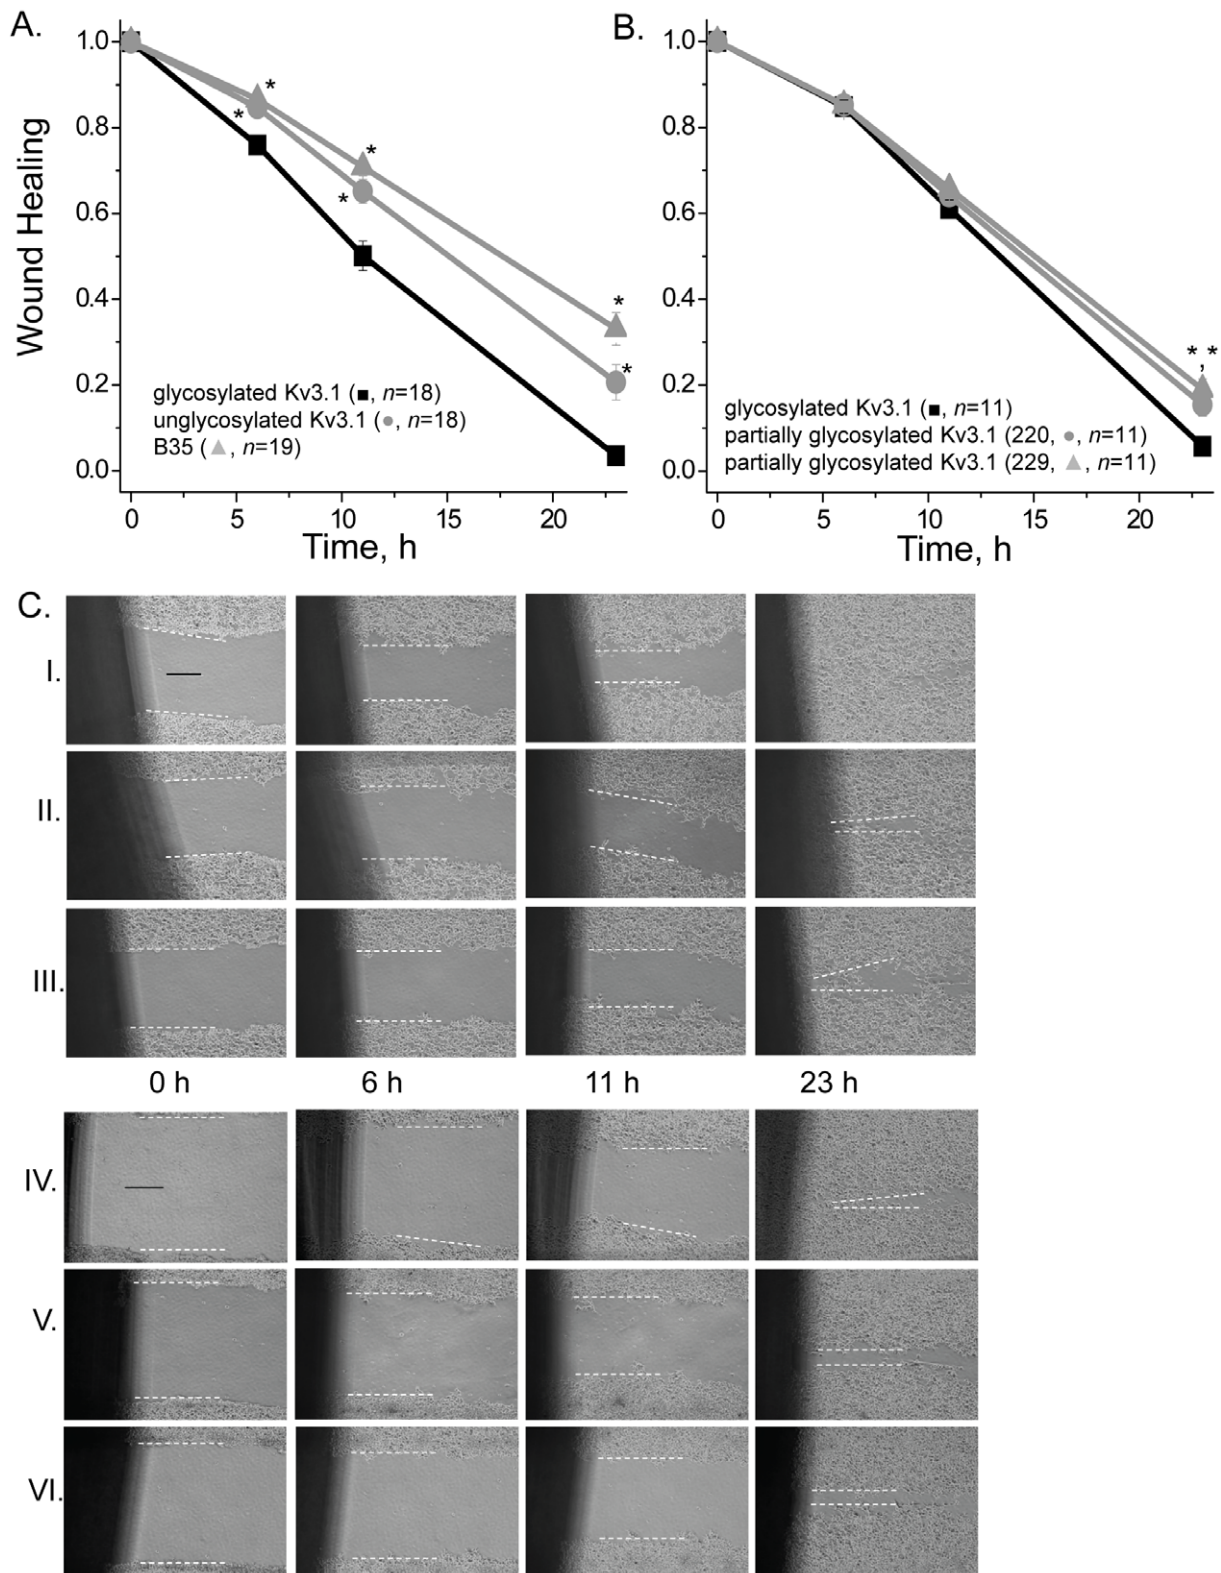 A.
Wound Healing
1.0
0.8
0.6
0.4
0.2
0.0
* * * * * *
glycosylated Kv3.1 (■, n=18)
unglycosylated Kv3.1 (●, n=18)
B35 (▲, n=19)
0 5 10 15 20
Time, h
B.
1.0
0.8
0.6
0.4
0.2
0.0
*,*
glycosylated Kv3.1 (■, n=11)
partially glycosylated Kv3.1 (220, ●, n=11)
partially glycosylated Kv3.1 (229, ▲, n=11)
0 5 10 15 20
Time, h
C.
I.
II.
III.
0 h 6 h 11 h 23 h
IV.
V.
VI.